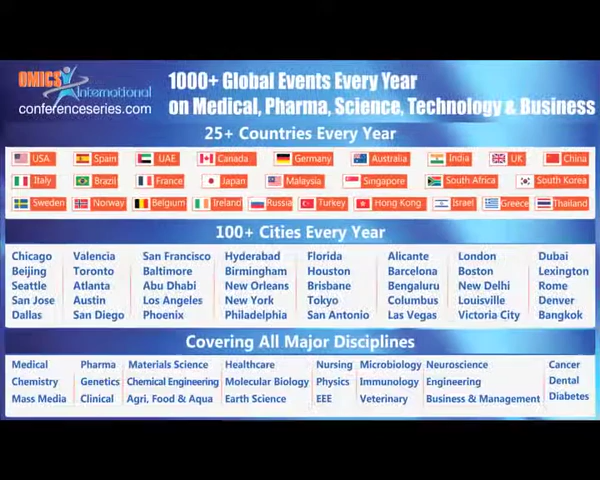 OMICS International
conferenceseries.com
1000+ Global Events Every Year
on Medical, Pharma, Science, Technology & Business
25+ Countries Every Year
USA Spain UAE Canada Germany Australia India UK China
Italy Brazil France Japan Malaysia Singapore South Africa South Korea
Sweden Norway Belgium Ireland Russia Turkey Hong Kong Israel Greece Thailand
100+ Cities Every Year
Chicago Valencia San Francisco Hyderabad Florida Alicante London Dubai
Beijing Toronto Baltimore Birmingham Houston Barcelona Boston Lexington
Seattle Atlanta Abu Dhabi New Orleans Brisbane Bengaluru New Delhi Rome
San Jose Austin Los Angeles New York Tokyo Columbus Louisville Denver
Dallas San Diego Phoenix Philadelphia San Antonio Las Vegas Victoria City Bangkok
Covering All Major Disciplines
Medical Pharma Materials Science Healthcare Nursing Microbiology Neuroscience Cancer
Chemistry Genetics Chemical Engineering Molecular Biology Physics Immunology Engineering Dental
Mass Media Clinical Agri, Food & Aqua Earth Science EEE Veterinary Business & Management Diabetes